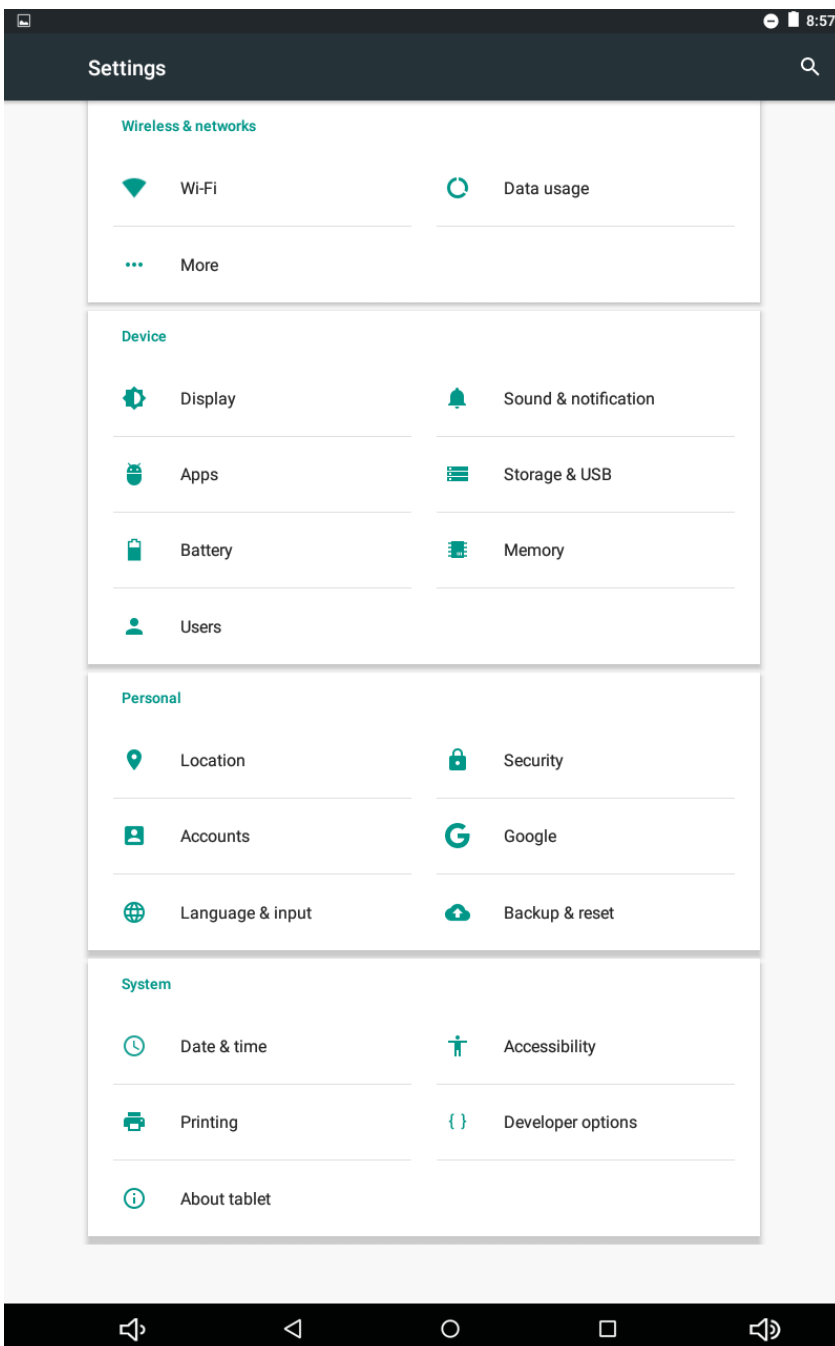 8:57
Settings
Wireless & networks
Wi-Fi
Data usage
More
Device
Display
Sound & notification
Apps
Storage & USB
Battery
Memory
Users
Personal
Location
Security
Accounts
Google
Language & input
Backup & reset
System
Date & time
Accessibility
Printing
{ } Developer options
About tablet